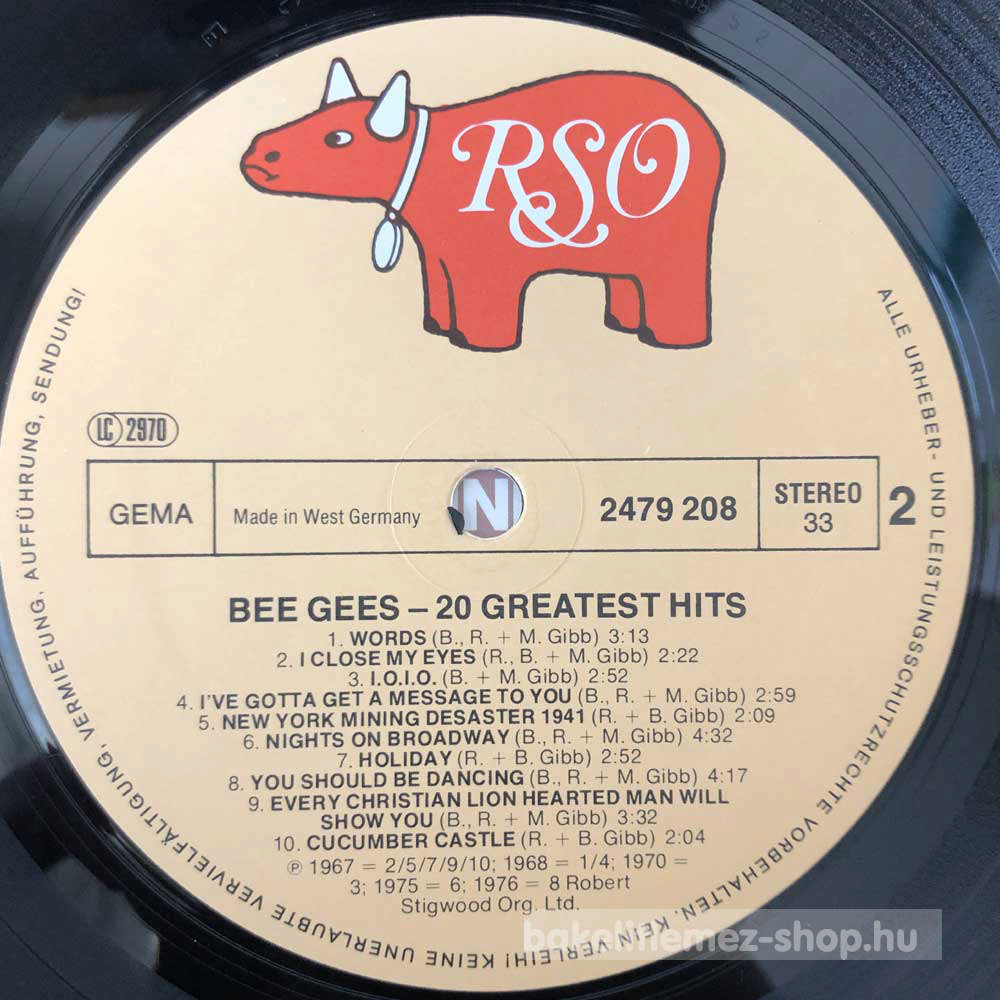 RSO
LC 2970
GEMA
Made in West Germany
N
2479 208
STEREO
33
2
BEE GEES – 20 GREATEST HITS
1. WORDS (B., R. + M. Gibb) 3:13
2. I CLOSE MY EYES (R., B. + M. Gibb) 2:22
3. I.O.I.O. (B. + M. Gibb) 2:52
4. I'VE GOTTA GET A MESSAGE TO YOU (B., R. + M. Gibb) 2:59
5. NEW YORK MINING DESASTER 1941 (R. + B. Gibb) 2:09
6. NIGHTS ON BROADWAY (B., R. + M. Gibb) 4:32
7. HOLIDAY (R. + B. Gibb) 2:52
8. YOU SHOULD BE DANCING (B., R. + M. Gibb) 4:17
9. EVERY CHRISTIAN LION HEARTED MAN WILL
SHOW YOU (B., R. + M. Gibb) 3:32
10. CUCUMBER CASTLE (R. + B. Gibb) 2:04
℗ 1967 = 2/5/7/9/10; 1968 = 1/4; 1970 =
3; 1975 = 6; 1976 = 8 Robert
Stigwood Org. Ltd.
ALLE URHEBER- UND LEISTUNGSSCHUTZRECHTE VORBEHALTEN. KEIN VERLEIH! KEINE UNERLAUBTE VERVIELFÄLTIGUNG, VERMIETUNG, AUFFÜHRUNG, SENDUNG!
bakelitlemez-shop.hu